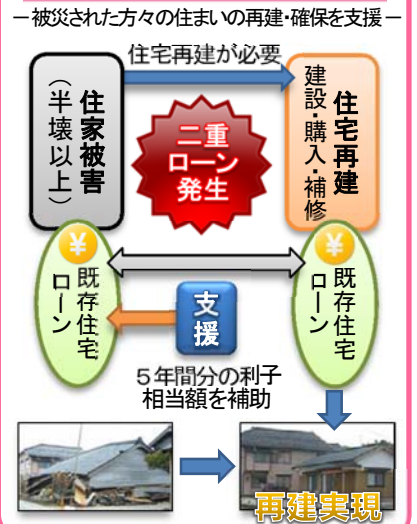 －被災された方々の住まいの再建・確保を支援－
住宅再建が必要
住家被害
（半壊以上）
二重
ローン
発生
住宅再建
建設・購入・補修
¥
既存住宅
ローン
支援
¥
既存住宅
ローン
５年間分の利子
相当額を補助
再建実現